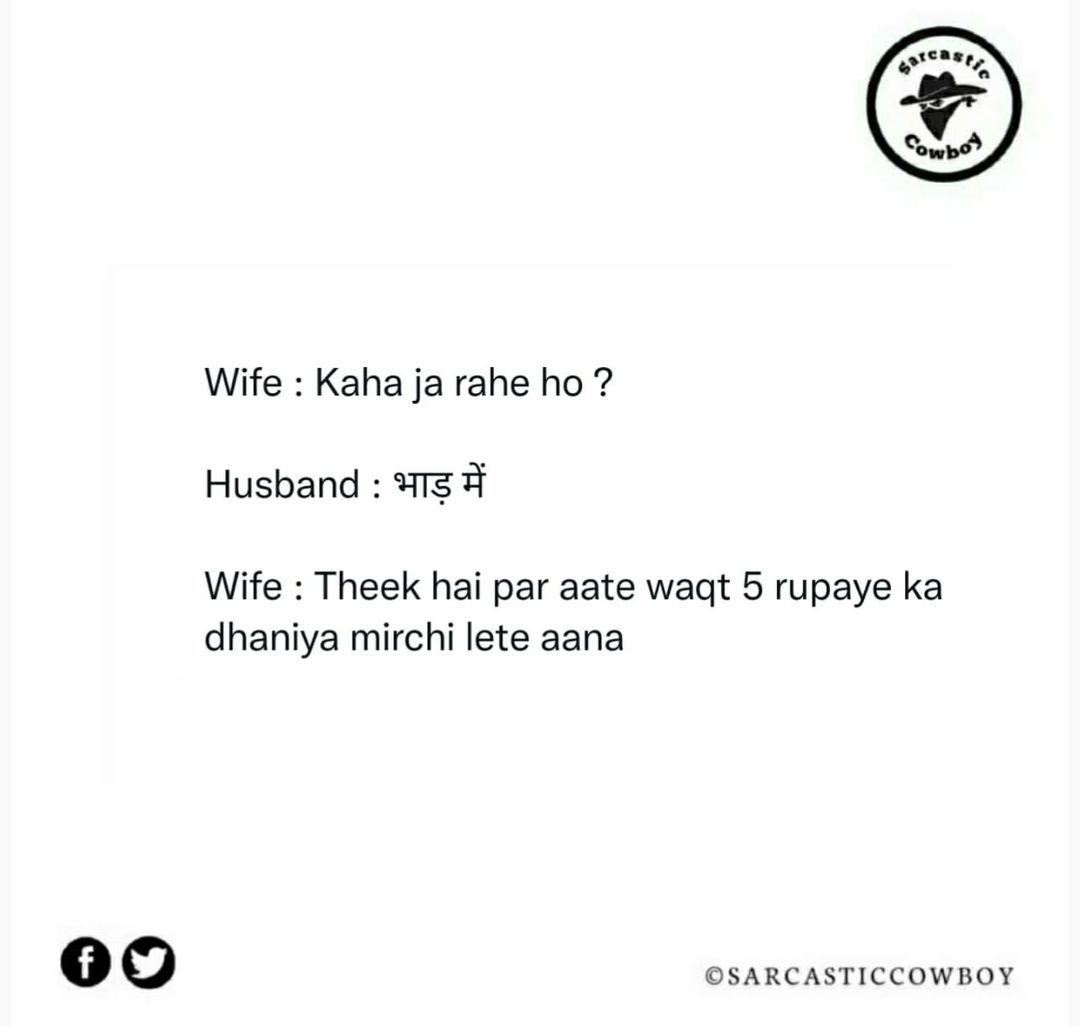 Sarcastic
Cowboy
Wife : Kaha ja rahe ho ?
Husband : भाड़ में
Wife : Theek hai par aate waqt 5 rupaye ka
dhaniya mirchi lete aana
©SARCASTICCOWBOY